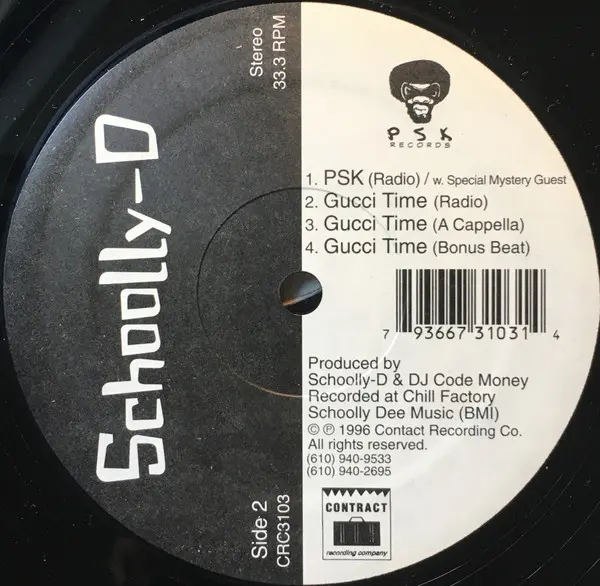 Schoolly-D
Stereo
33.3 RPM
Side 2
CRC3103
PSK
RECORDS
1. PSK (Radio) / w. Special Mystery Guest
2. Gucci Time (Radio)
3. Gucci Time (A Cappella)
4. Gucci Time (Bonus Beat)
7 93667 31031 4
Produced by
Schoolly-D & DJ Code Money
Recorded at Chill Factory
Schoolly Dee Music (BMI)
© ℗ 1996 Contact Recording Co.
All rights reserved.
(610) 940-9533
(610) 940-2695
CONTRACT
recording company